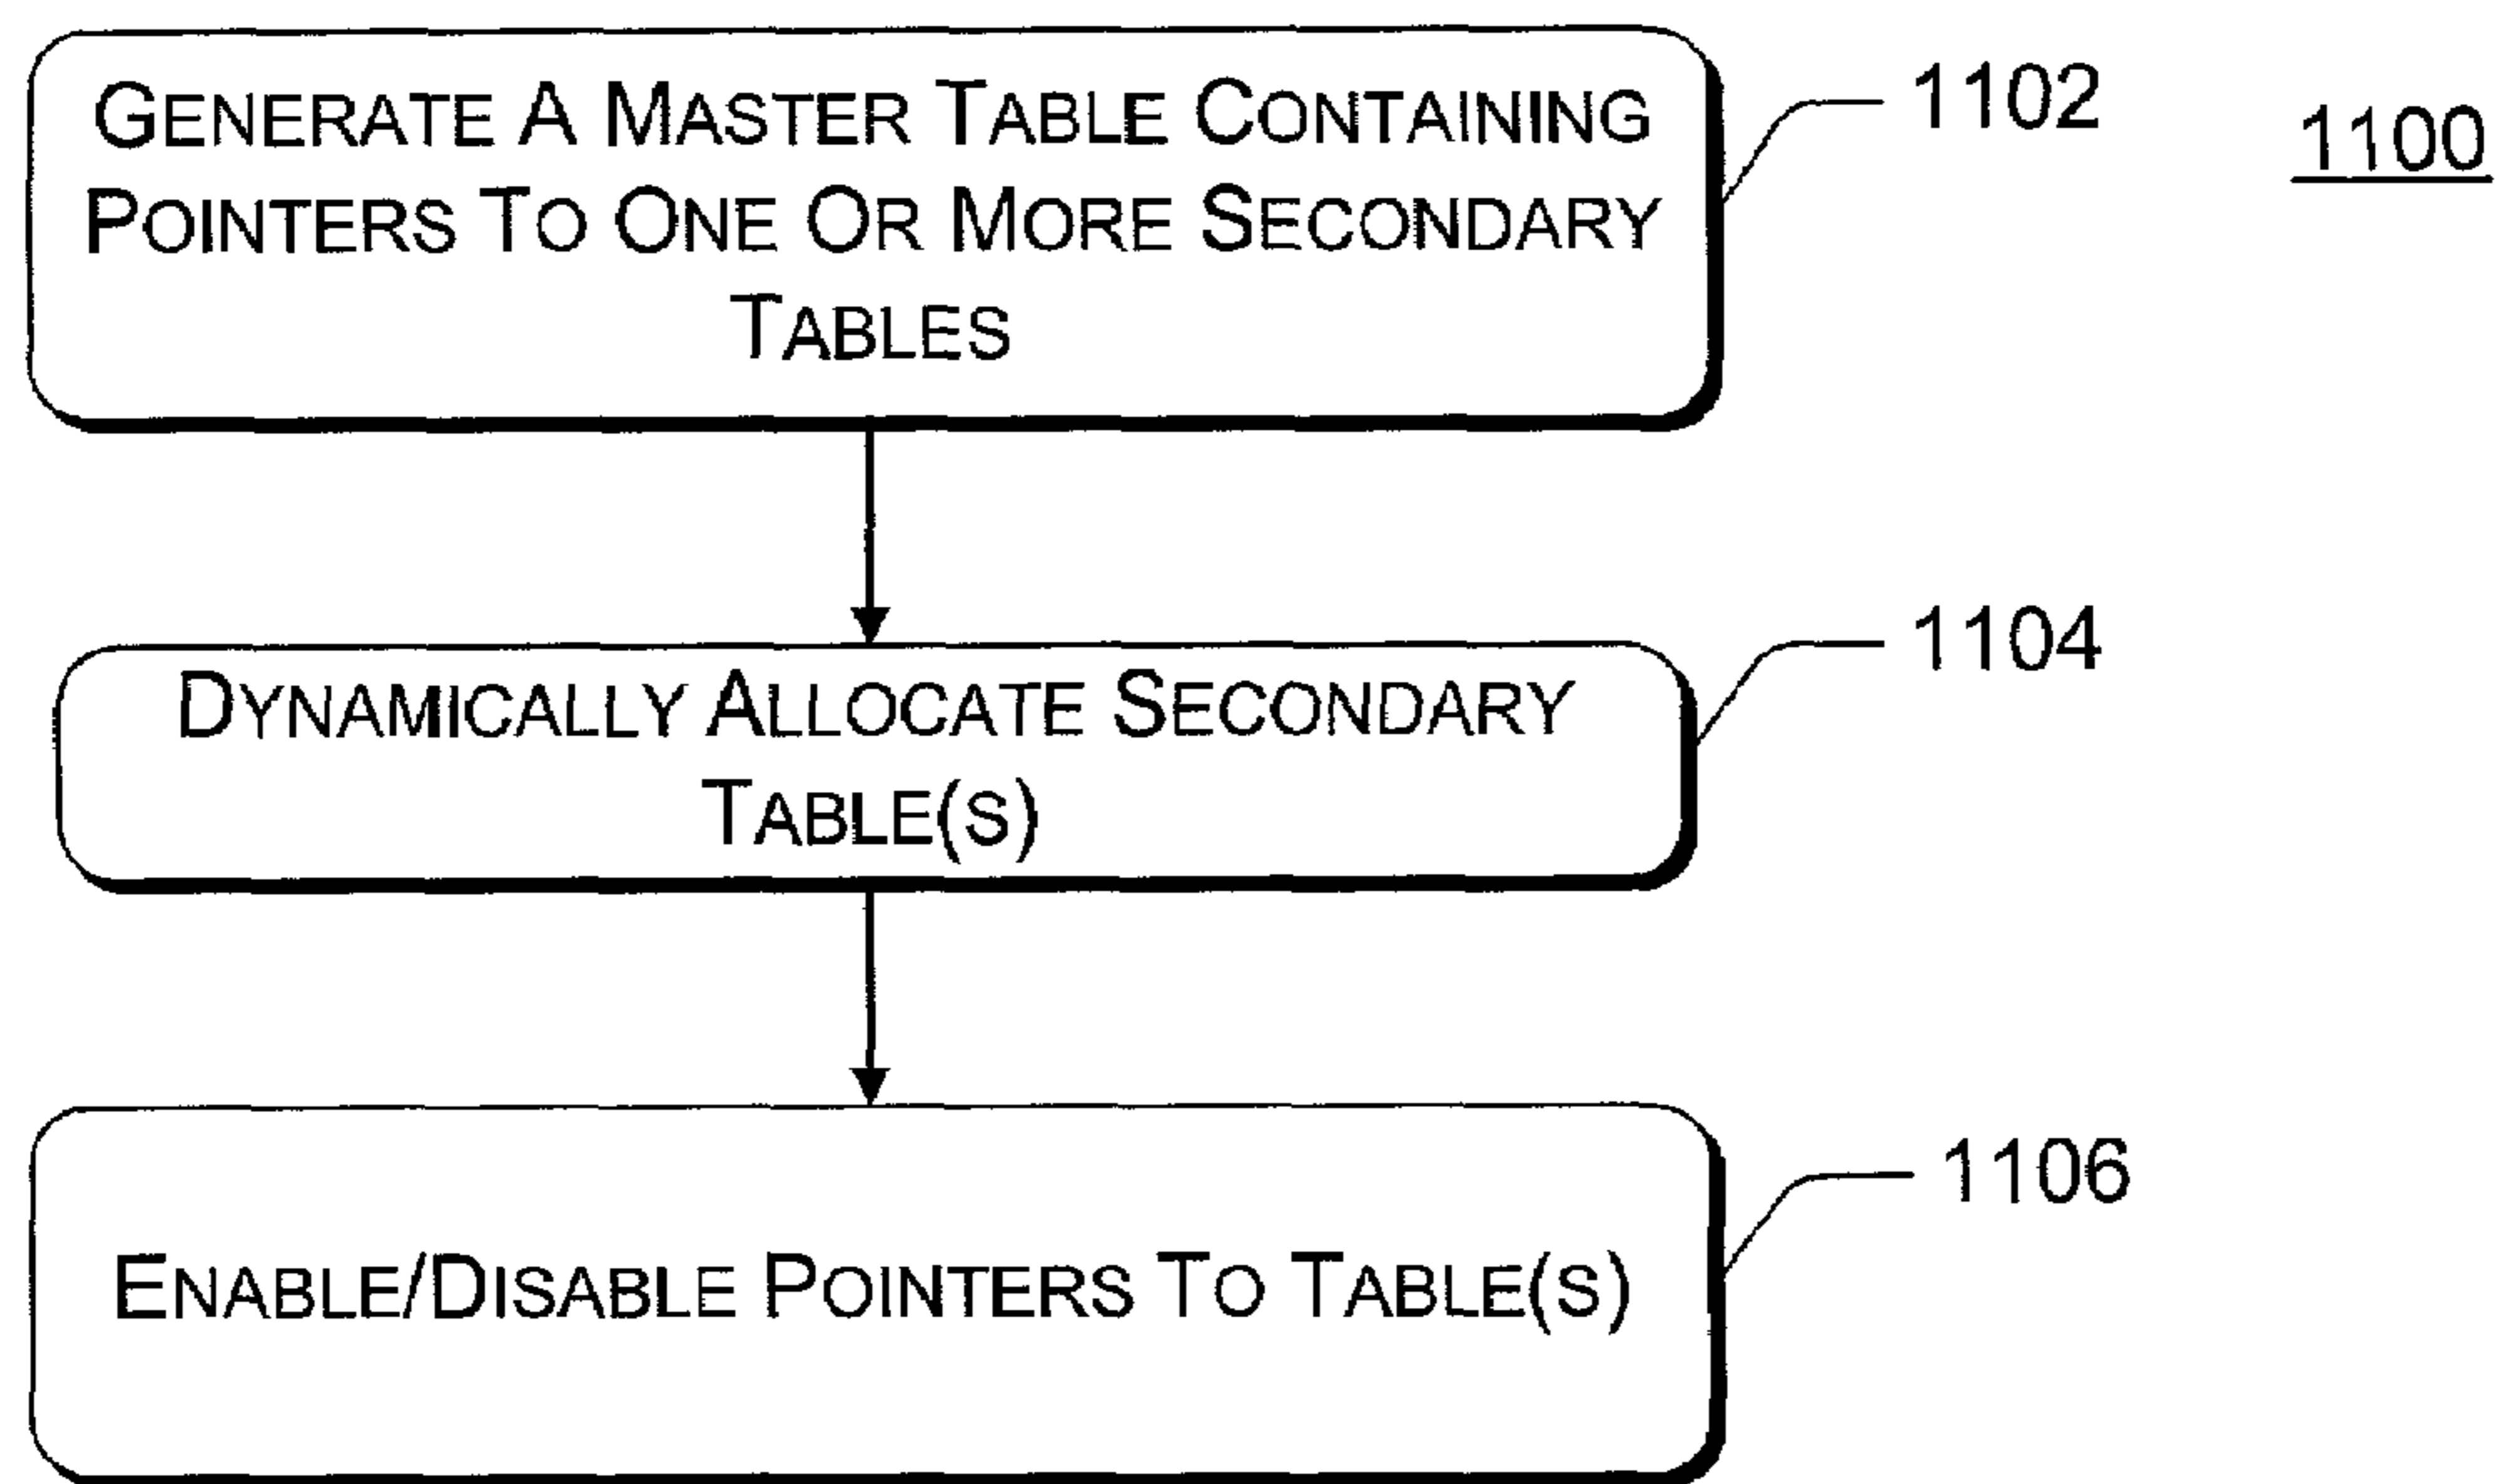 GENERATE A MASTER TABLE CONTAINING
POINTERS TO ONE OR MORE SECONDARY
TABLES
1102
1100
DYNAMICALLY ALLOCATE SECONDARY
TABLE(S)
1104
ENABLE/DISABLE POINTERS TO TABLE(S)
1106